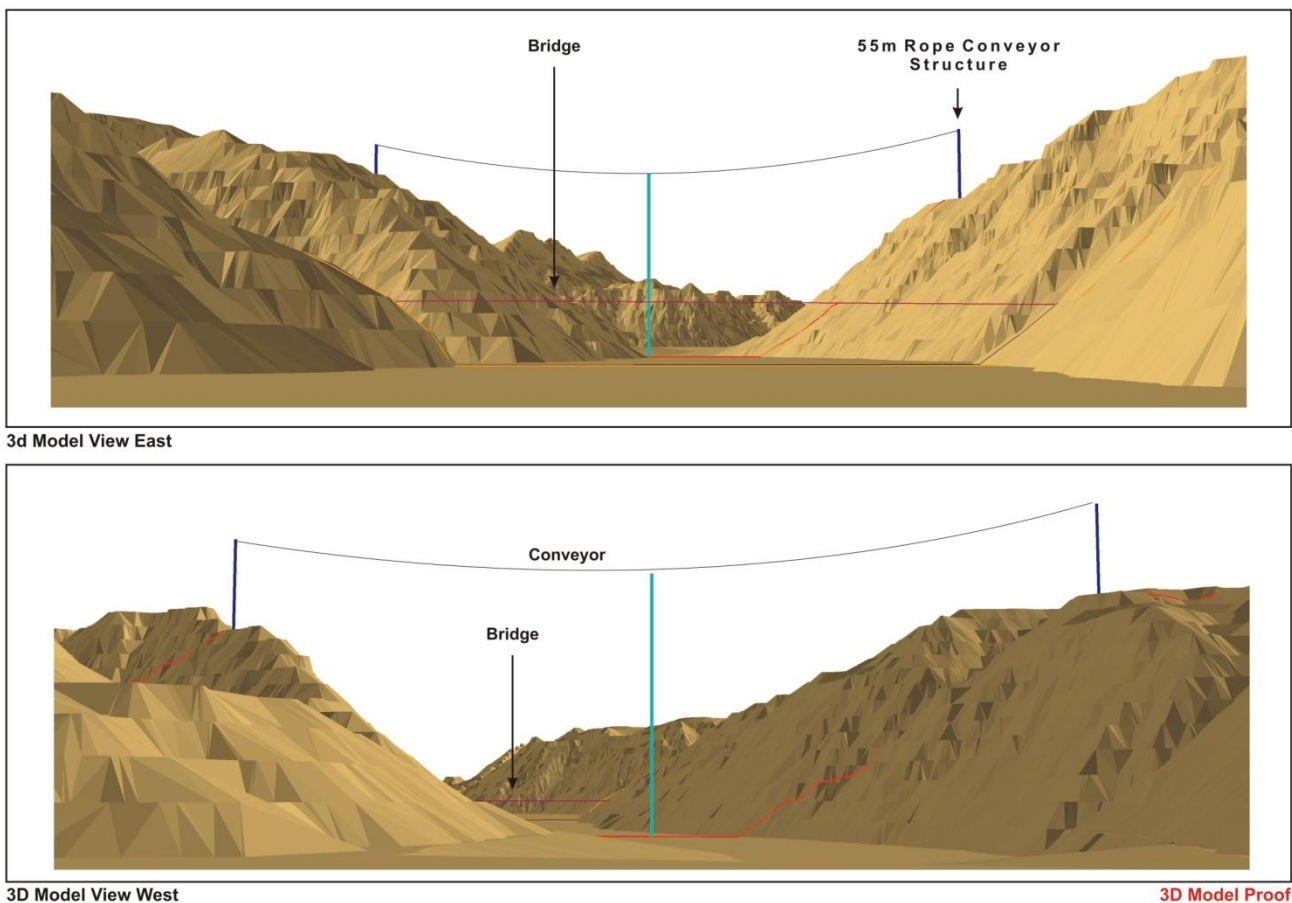 Bridge
55m Rope Conveyor
Structure
3d Model View East
Conveyor
Bridge
3D Model View West
3D Model Proof